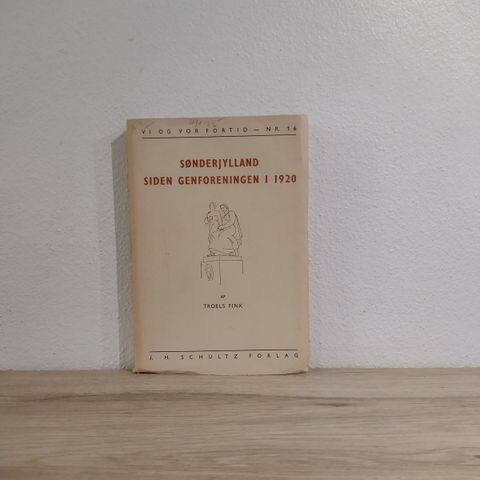 VI OG VOR FORTID — NR. 16
SØNDERJYLLAND
SIDEN GENFORENINGEN I 1920
AF
TROELS FINK
J. H. SCHULTZ FORLAG